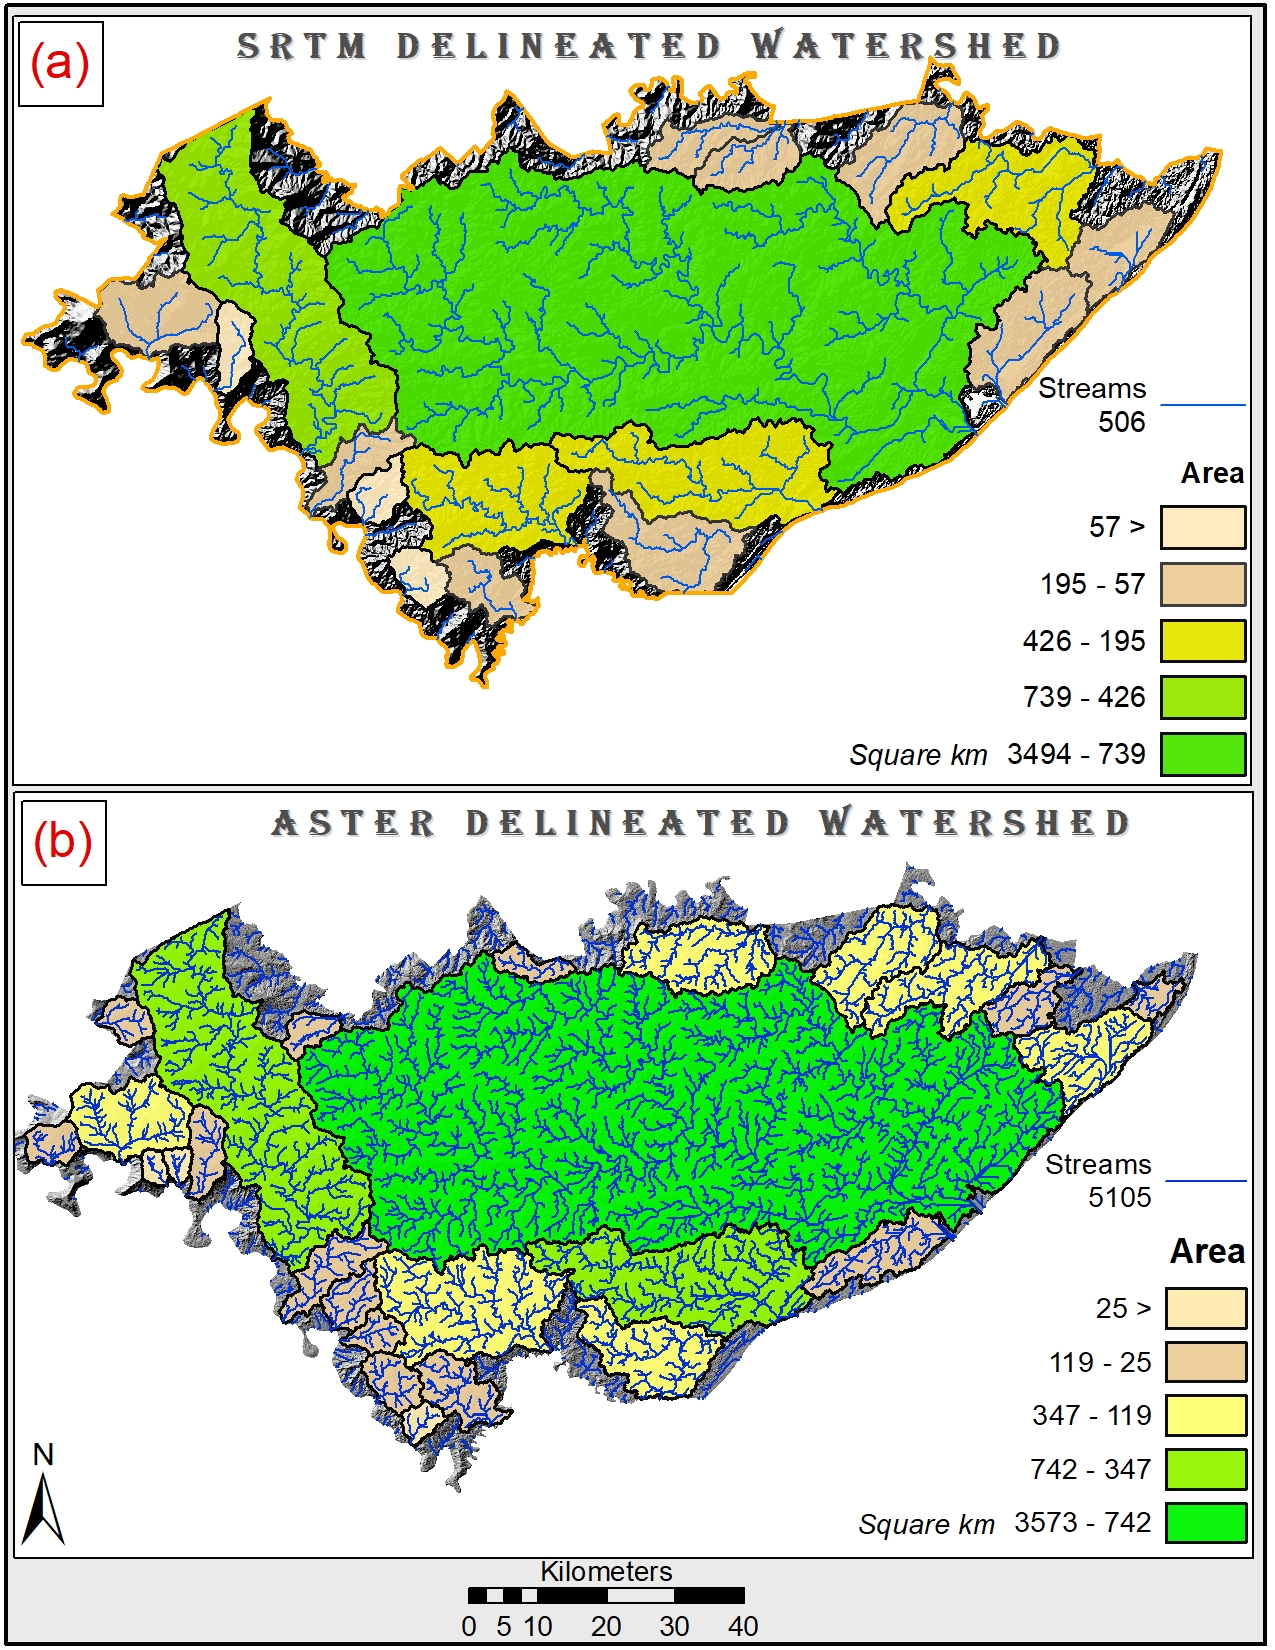 (a)
SRTM DELINEATED WATERSHED
Streams
506
Area
57 >
195 - 57
426 - 195
739 - 426
Square km 3494 - 739
(b)
ASTER DELINEATED WATERSHED
Streams
5105
Area
25 >
119 - 25
347 - 119
742 - 347
Square km 3573 - 742
N
Kilometers
0 5 10 20 30 40